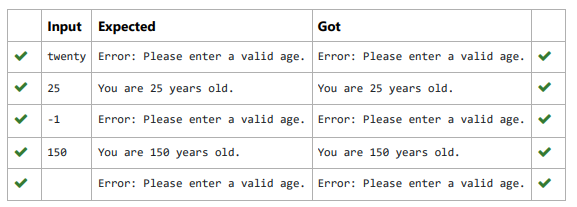 Input Expected Got
twenty Error: Please enter a valid age. Error: Please enter a valid age.
25 You are 25 years old. You are 25 years old.
-1 Error: Please enter a valid age. Error: Please enter a valid age.
150 You are 150 years old. You are 150 years old.
Error: Please enter a valid age. Error: Please enter a valid age.